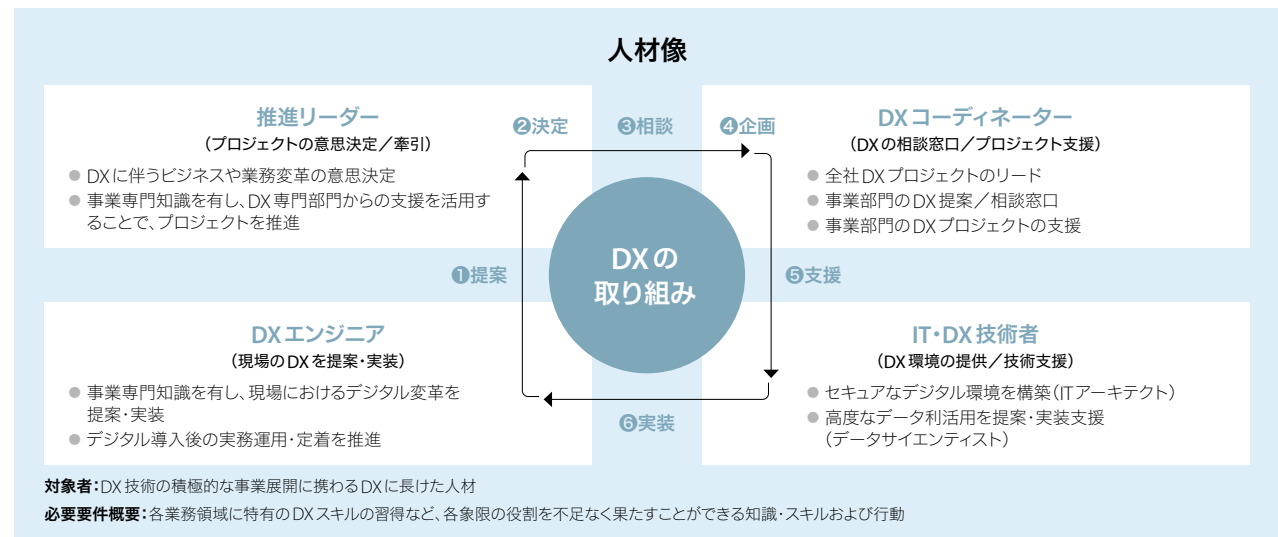 人材像
推進リーダー
(プロジェクトの意思決定／牽引)
● DXに伴うビジネスや業務変革の意思決定
● 事業専門知識を有し、DX専門部門からの支援を活用す
ることで、プロジェクトを推進
❷決定
❸相談
❹企画
DXコーディネーター
(DXの相談窓口／プロジェクト支援)
● 全社DXプロジェクトのリード
● 事業部門のDX提案／相談窓口
● 事業部門のDXプロジェクトの支援
❶提案
DXの
取り組み
❺支援
DXエンジニア
(現場のDXを提案・実装)
● 事業専門知識を有し、現場におけるデジタル変革を
提案・実装
● デジタル導入後の実務運用・定着を推進
❻実装
IT・DX技術者
(DX環境の提供／技術支援)
● セキュアなデジタル環境を構築(ITアーキテクト)
● 高度なデータ利活用を提案・実装支援
(データサイエンティスト)
対象者:DX技術の積極的な事業展開に携わるDXに長けた人材
必要要件概要:各業務領域に特有のDXスキルの習得など、各象限の役割を不足なく果たすことができる知識・スキルおよび行動